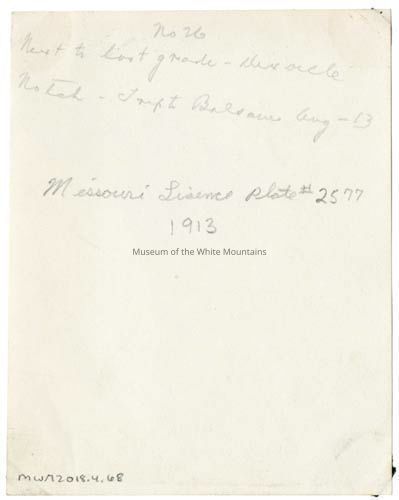 No 26
Next to last grade - Dixville
Notch - Tript Balsams Aug - 13
Missouri Lisence Plate # 2577
1913
Museum of the White Mountains
MWM2018.4.68